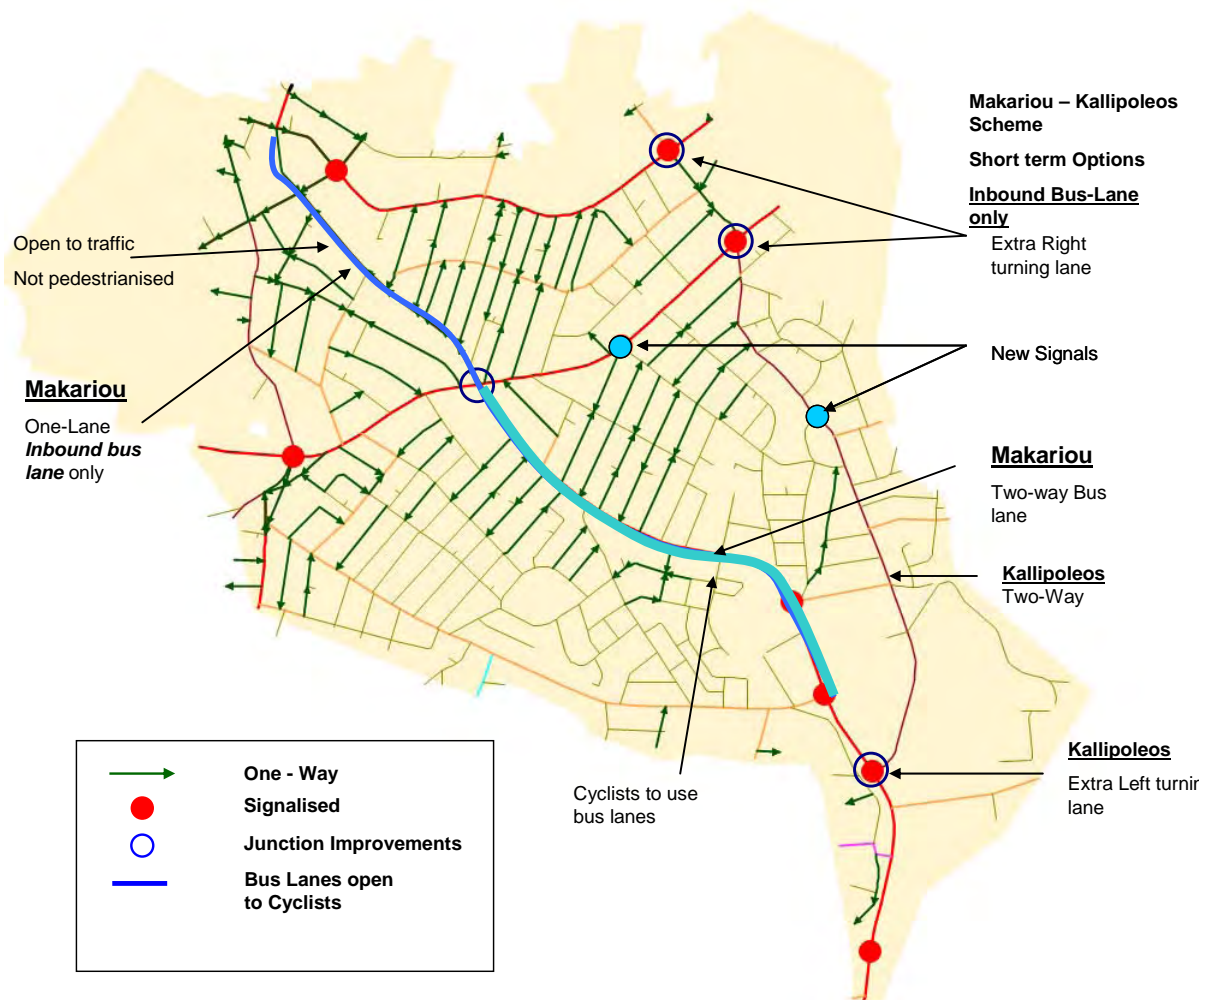 Makariou – Kallipoleos
Scheme
Short term Options
Inbound Bus-Lane
only
Extra Right
turning lane
New Signals
Makariou
Two-way Bus
lane
Kallipoleos
Two-Way
Kallipoleos
Extra Left turnir
lane
Open to traffic
Not pedestrianised
Makariou
One-Lane
Inbound bus
lane only
Cyclists to use
bus lanes
One - Way
Signalised
Junction Improvements
Bus Lanes open
to Cyclists